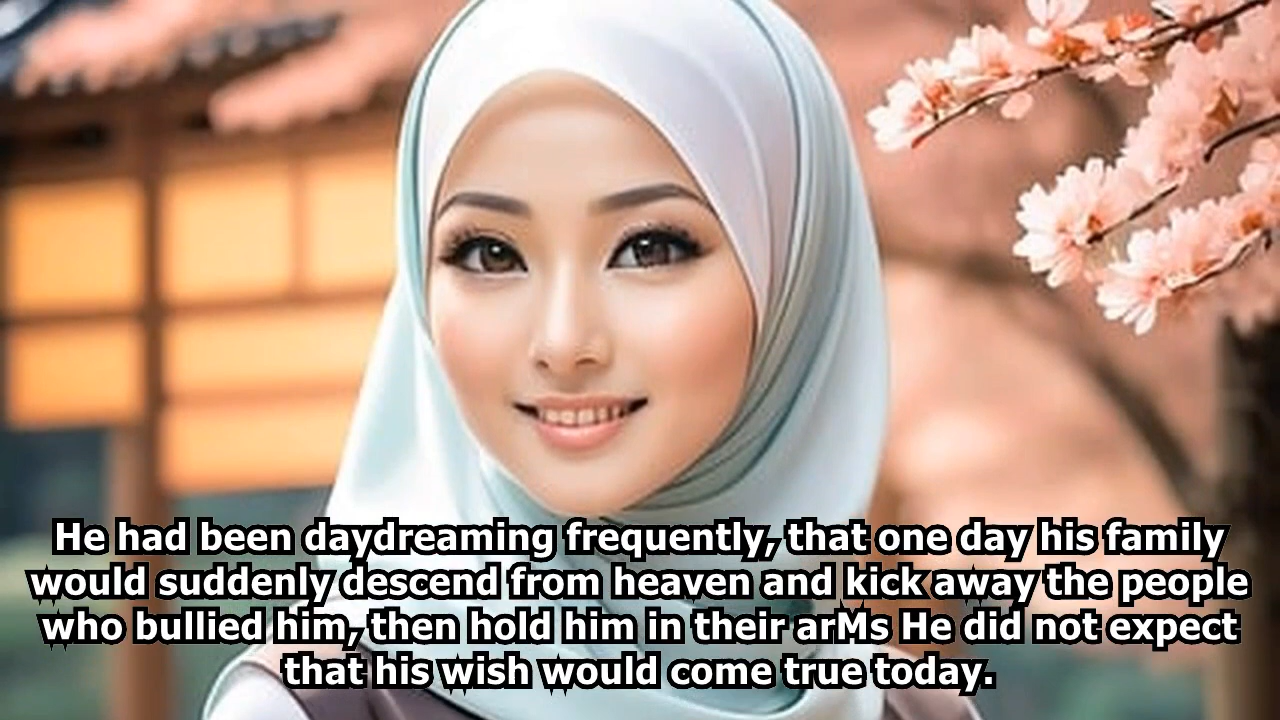 He had been daydreaming frequently, that one day his family
would suddenly descend from heaven and kick away the people
who bullied him, then hold him in their arMs He did not expect
that his wish would come true today.